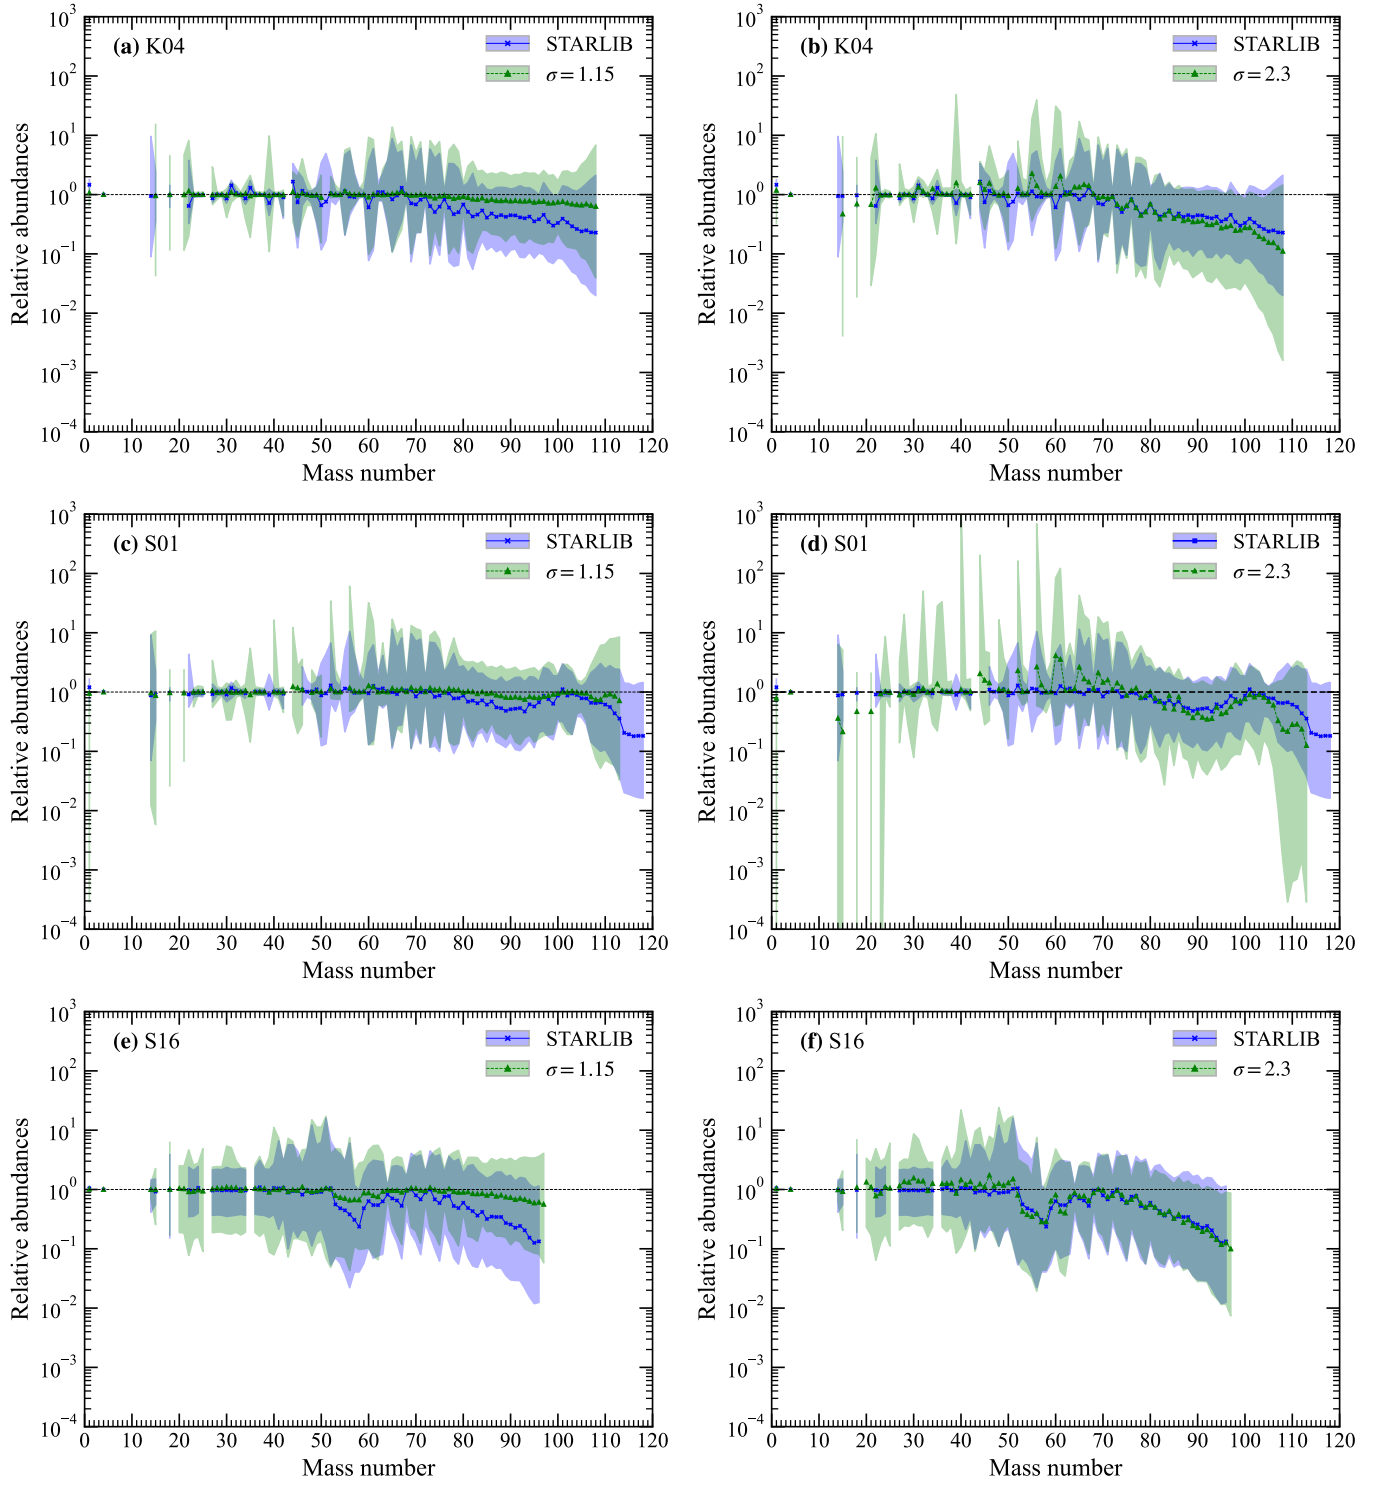 (a) K04
STARLIB
σ=1.15
10³
10²
10¹
10⁰
10⁻¹
10⁻²
10⁻³
10⁻⁴
Relative abundances
0 10 20 30 40 50 60 70 80 90 100 110 120
Mass number
(b) K04
STARLIB
σ=2.3
10³
10²
10¹
10⁰
10⁻¹
10⁻²
10⁻³
10⁻⁴
Relative abundances
0 10 20 30 40 50 60 70 80 90 100 110 120
Mass number
(c) S01
STARLIB
σ=1.15
10³
10²
10¹
10⁰
10⁻¹
10⁻²
10⁻³
10⁻⁴
Relative abundances
0 10 20 30 40 50 60 70 80 90 100 110 120
Mass number
(d) S01
STARLIB
σ=2.3
10³
10²
10¹
10⁰
10⁻¹
10⁻²
10⁻³
10⁻⁴
Relative abundances
0 10 20 30 40 50 60 70 80 90 100 110 120
Mass number
(e) S16
STARLIB
σ=1.15
10³
10²
10¹
10⁰
10⁻¹
10⁻²
10⁻³
10⁻⁴
Relative abundances
0 10 20 30 40 50 60 70 80 90 100 110 120
Mass number
(f) S16
STARLIB
σ=2.3
10³
10²
10¹
10⁰
10⁻¹
10⁻²
10⁻³
10⁻⁴
Relative abundances
0 10 20 30 40 50 60 70 80 90 100 110 120
Mass number